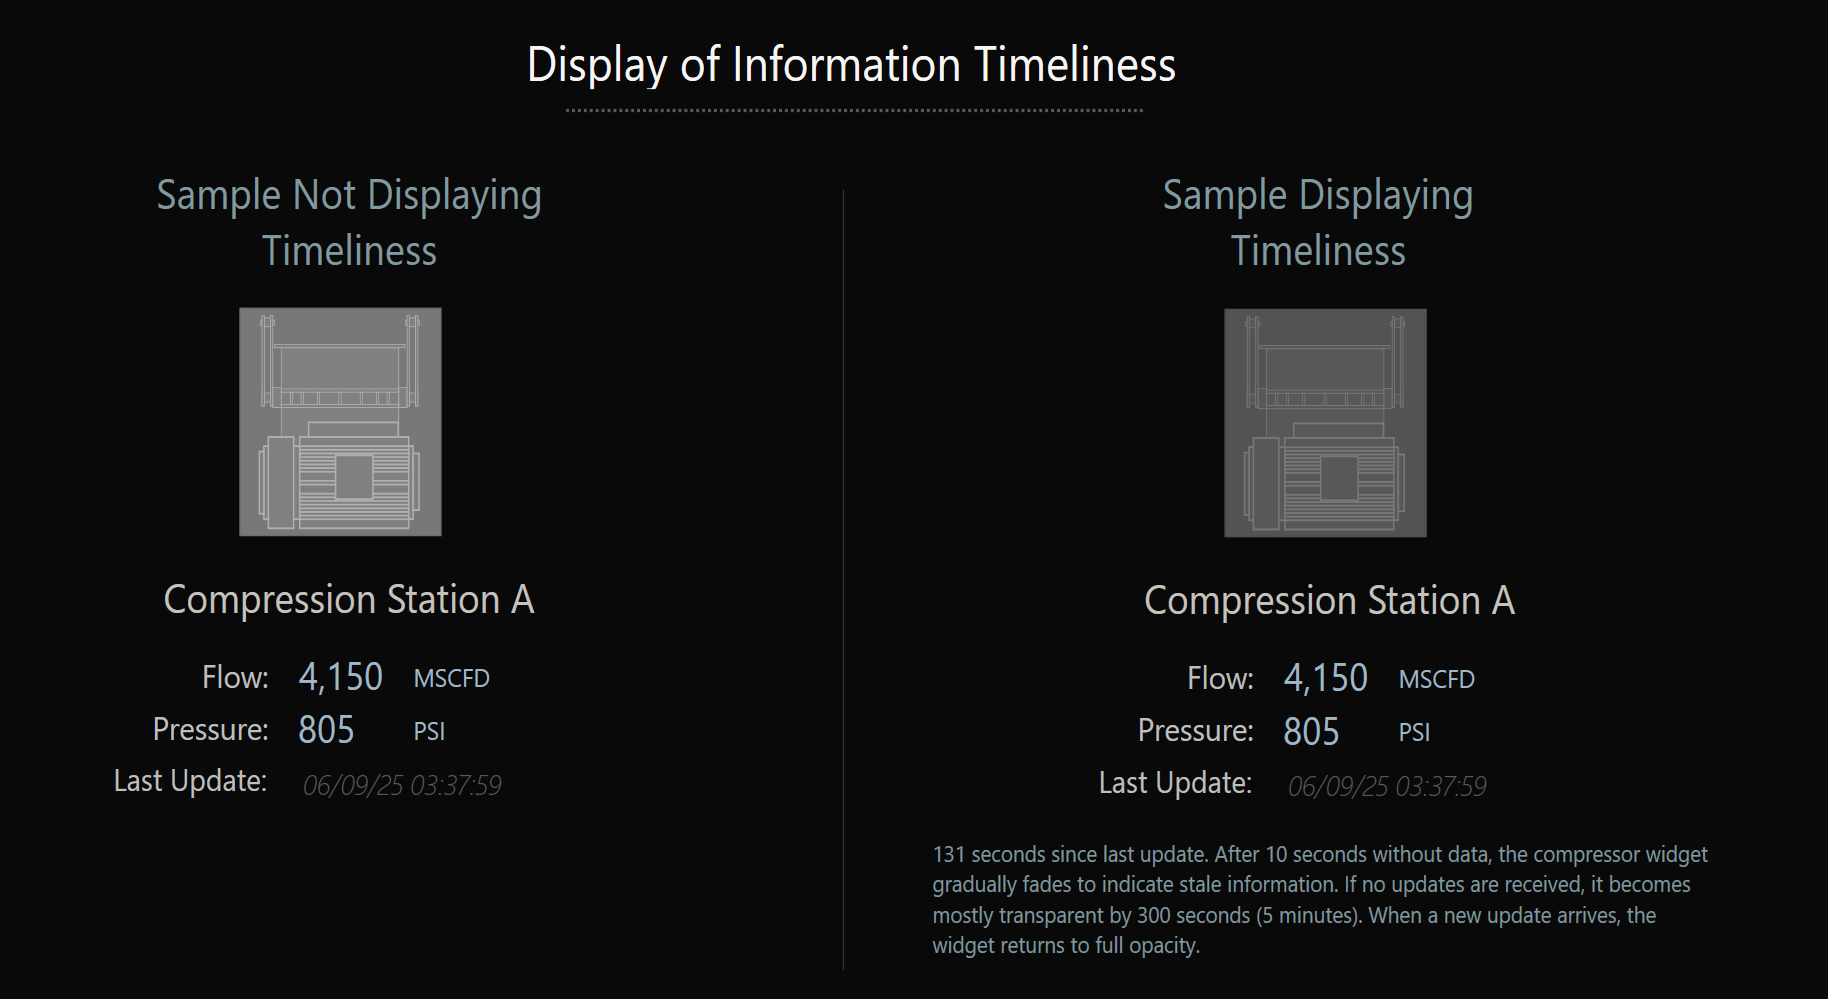 Display of Information Timeliness
Sample Not Displaying
Timeliness
Compression Station A
Flow: 4,150 MSCFD
Pressure: 805 PSI
Last Update: 06/09/25 03:37:59
Sample Displaying
Timeliness
Compression Station A
Flow: 4,150 MSCFD
Pressure: 805 PSI
Last Update: 06/09/25 03:37:59
131 seconds since last update. After 10 seconds without data, the compressor widget
gradually fades to indicate stale information. If no updates are received, it becomes
mostly transparent by 300 seconds (5 minutes). When a new update arrives, the
widget returns to full opacity.